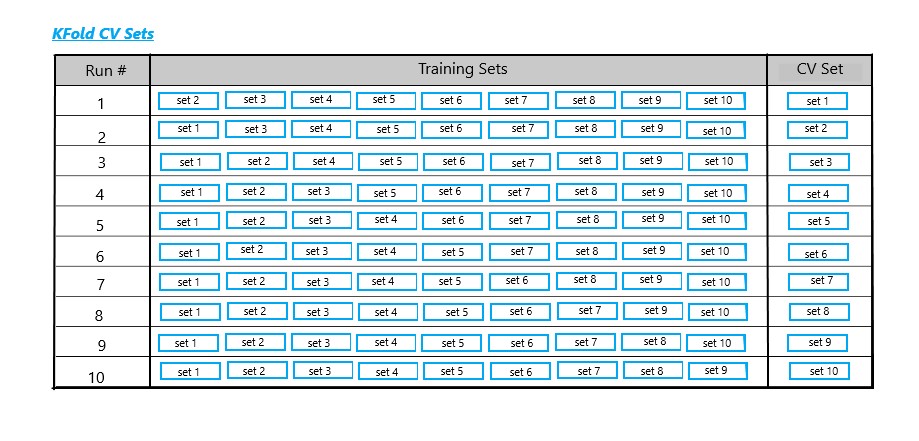 KFold CV Sets
Run # Training Sets CV Set
1 set 2 set 3 set 4 set 5 set 6 set 7 set 8 set 9 set 10 set 1
2 set 1 set 3 set 4 set 5 set 6 set 7 set 8 set 9 set 10 set 2
3 set 1 set 2 set 4 set 5 set 6 set 7 set 8 set 9 set 10 set 3
4 set 1 set 2 set 3 set 5 set 6 set 7 set 8 set 9 set 10 set 4
5 set 1 set 2 set 3 set 4 set 6 set 7 set 8 set 9 set 10 set 5
6 set 1 set 2 set 3 set 4 set 5 set 7 set 8 set 9 set 10 set 6
7 set 1 set 2 set 3 set 4 set 5 set 6 set 8 set 9 set 10 set 7
8 set 1 set 2 set 3 set 4 set 5 set 6 set 7 set 9 set 10 set 8
9 set 1 set 2 set 3 set 4 set 5 set 6 set 7 set 8 set 10 set 9
10 set 1 set 2 set 3 set 4 set 5 set 6 set 7 set 8 set 9 set 10